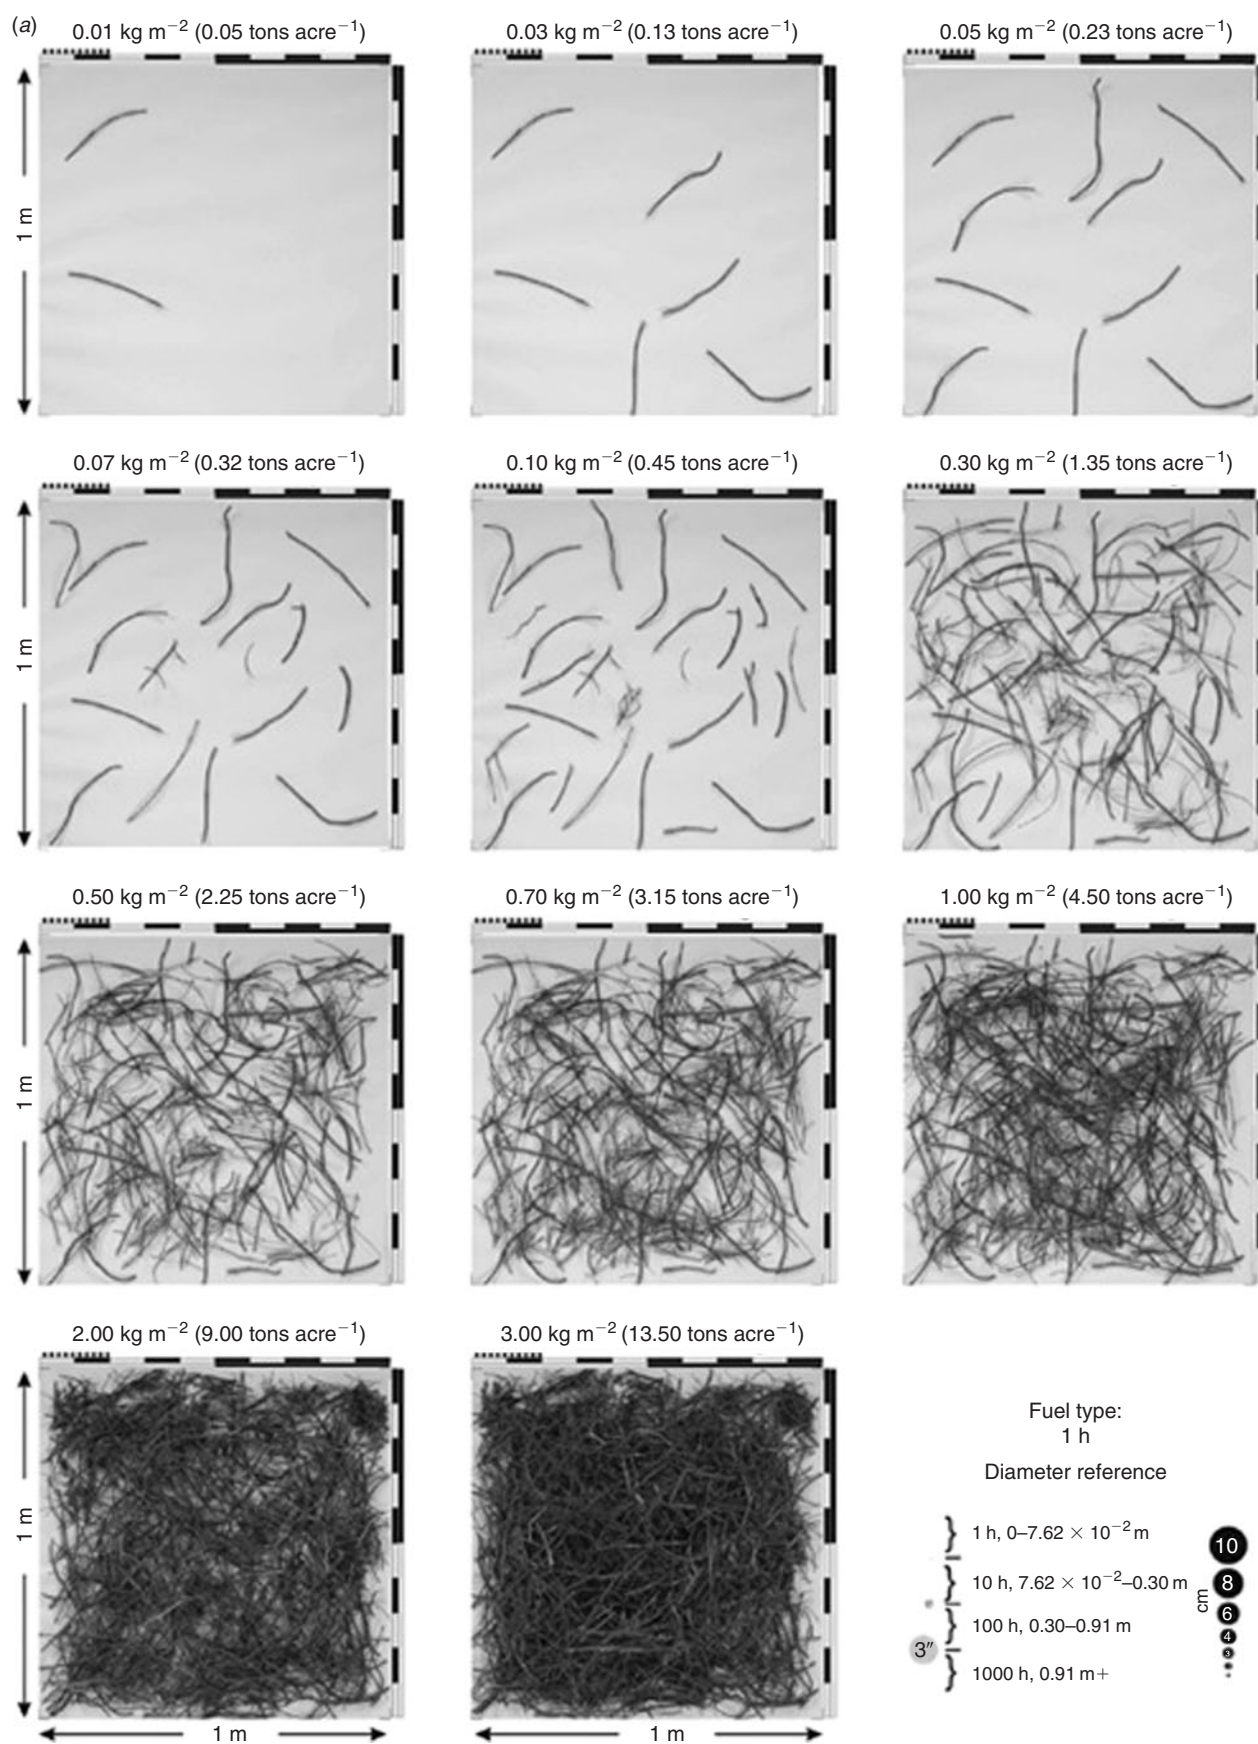 (a)
0.01 kg m−2 (0.05 tons acre−1)
0.03 kg m−2 (0.13 tons acre−1)
0.05 kg m−2 (0.23 tons acre−1)
1 m
0.07 kg m−2 (0.32 tons acre−1)
0.10 kg m−2 (0.45 tons acre−1)
0.30 kg m−2 (1.35 tons acre−1)
1 m
0.50 kg m−2 (2.25 tons acre−1)
0.70 kg m−2 (3.15 tons acre−1)
1.00 kg m−2 (4.50 tons acre−1)
1 m
2.00 kg m−2 (9.00 tons acre−1)
3.00 kg m−2 (13.50 tons acre−1)
1 m
1 m
1 m
Fuel type:
1 h
Diameter reference
1 h, 0–7.62 × 10−2 m
10 h, 7.62 × 10−2–0.30 m
100 h, 0.30–0.91 m
1000 h, 0.91 m+
3″
cm
10
8
6
4
3